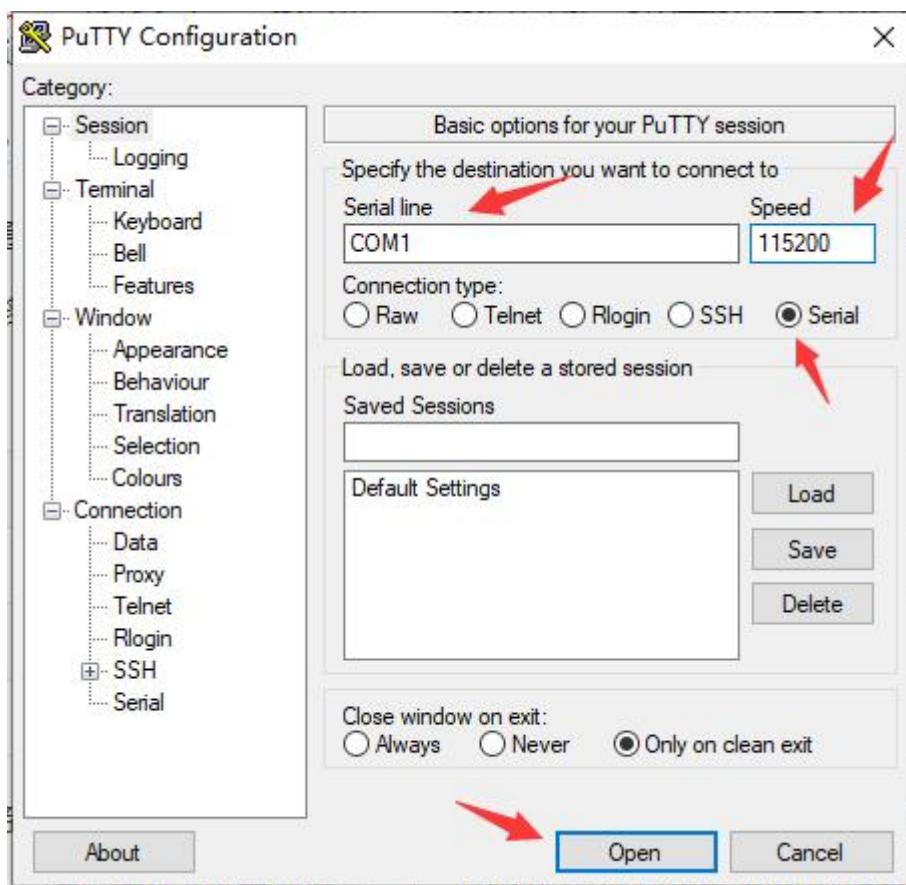 PuTTY Configuration
Category:
Session
Logging
Terminal
Keyboard
Bell
Features
Window
Appearance
Behaviour
Translation
Selection
Colours
Connection
Data
Proxy
Telnet
Rlogin
SSH
Serial
Basic options for your PuTTY session
Specify the destination you want to connect to
Serial line Speed
COM1 115200
Connection type:
Raw Telnet Rlogin SSH Serial
Load, save or delete a stored session
Saved Sessions
Default Settings
Load
Save
Delete
Close window on exit:
Always Never Only on clean exit
About Open Cancel